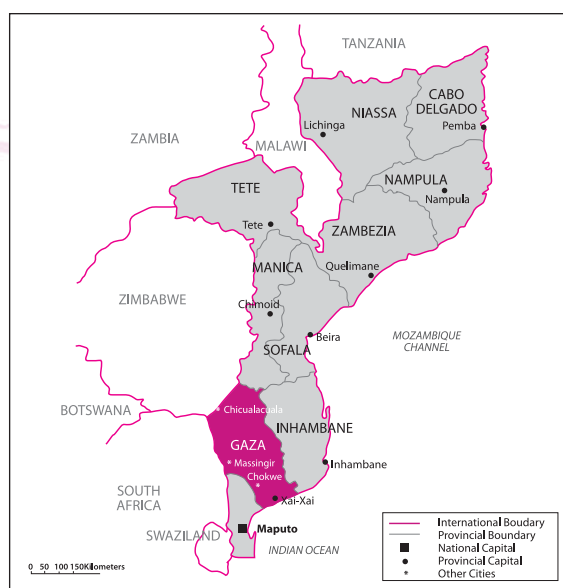 TANZANIA
CABO
DELGADO
NIASSA
Pemba
Lichinga
ZAMBIA
MALAWI
NAMPULA
TETE
Nampula
Tete
ZAMBEZIA
MANICA
Quelimane
ZIMBABWE
Chimoid
Beira
MOZAMBIQUE
CHANNEL
SOFALA
BOTSWANA
* Chicualacuala
INHAMBANE
GAZA
* Massingir
Inhambane
Chokwe
*
SOUTH
AFRICA
Xai-Xai
Maputo
SWAZILAND
INDIAN OCEAN
0 50 100 150Kilometers
International Boudary
Provincial Boundary
National Capital
Provincial Capital
* Other Cities